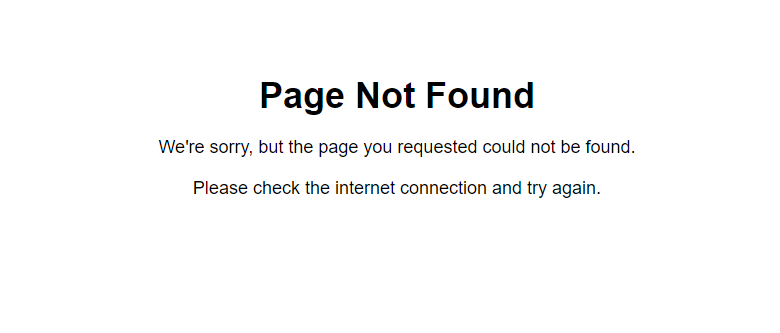 Page Not Found
We're sorry, but the page you requested could not be found.
Please check the internet connection and try again.